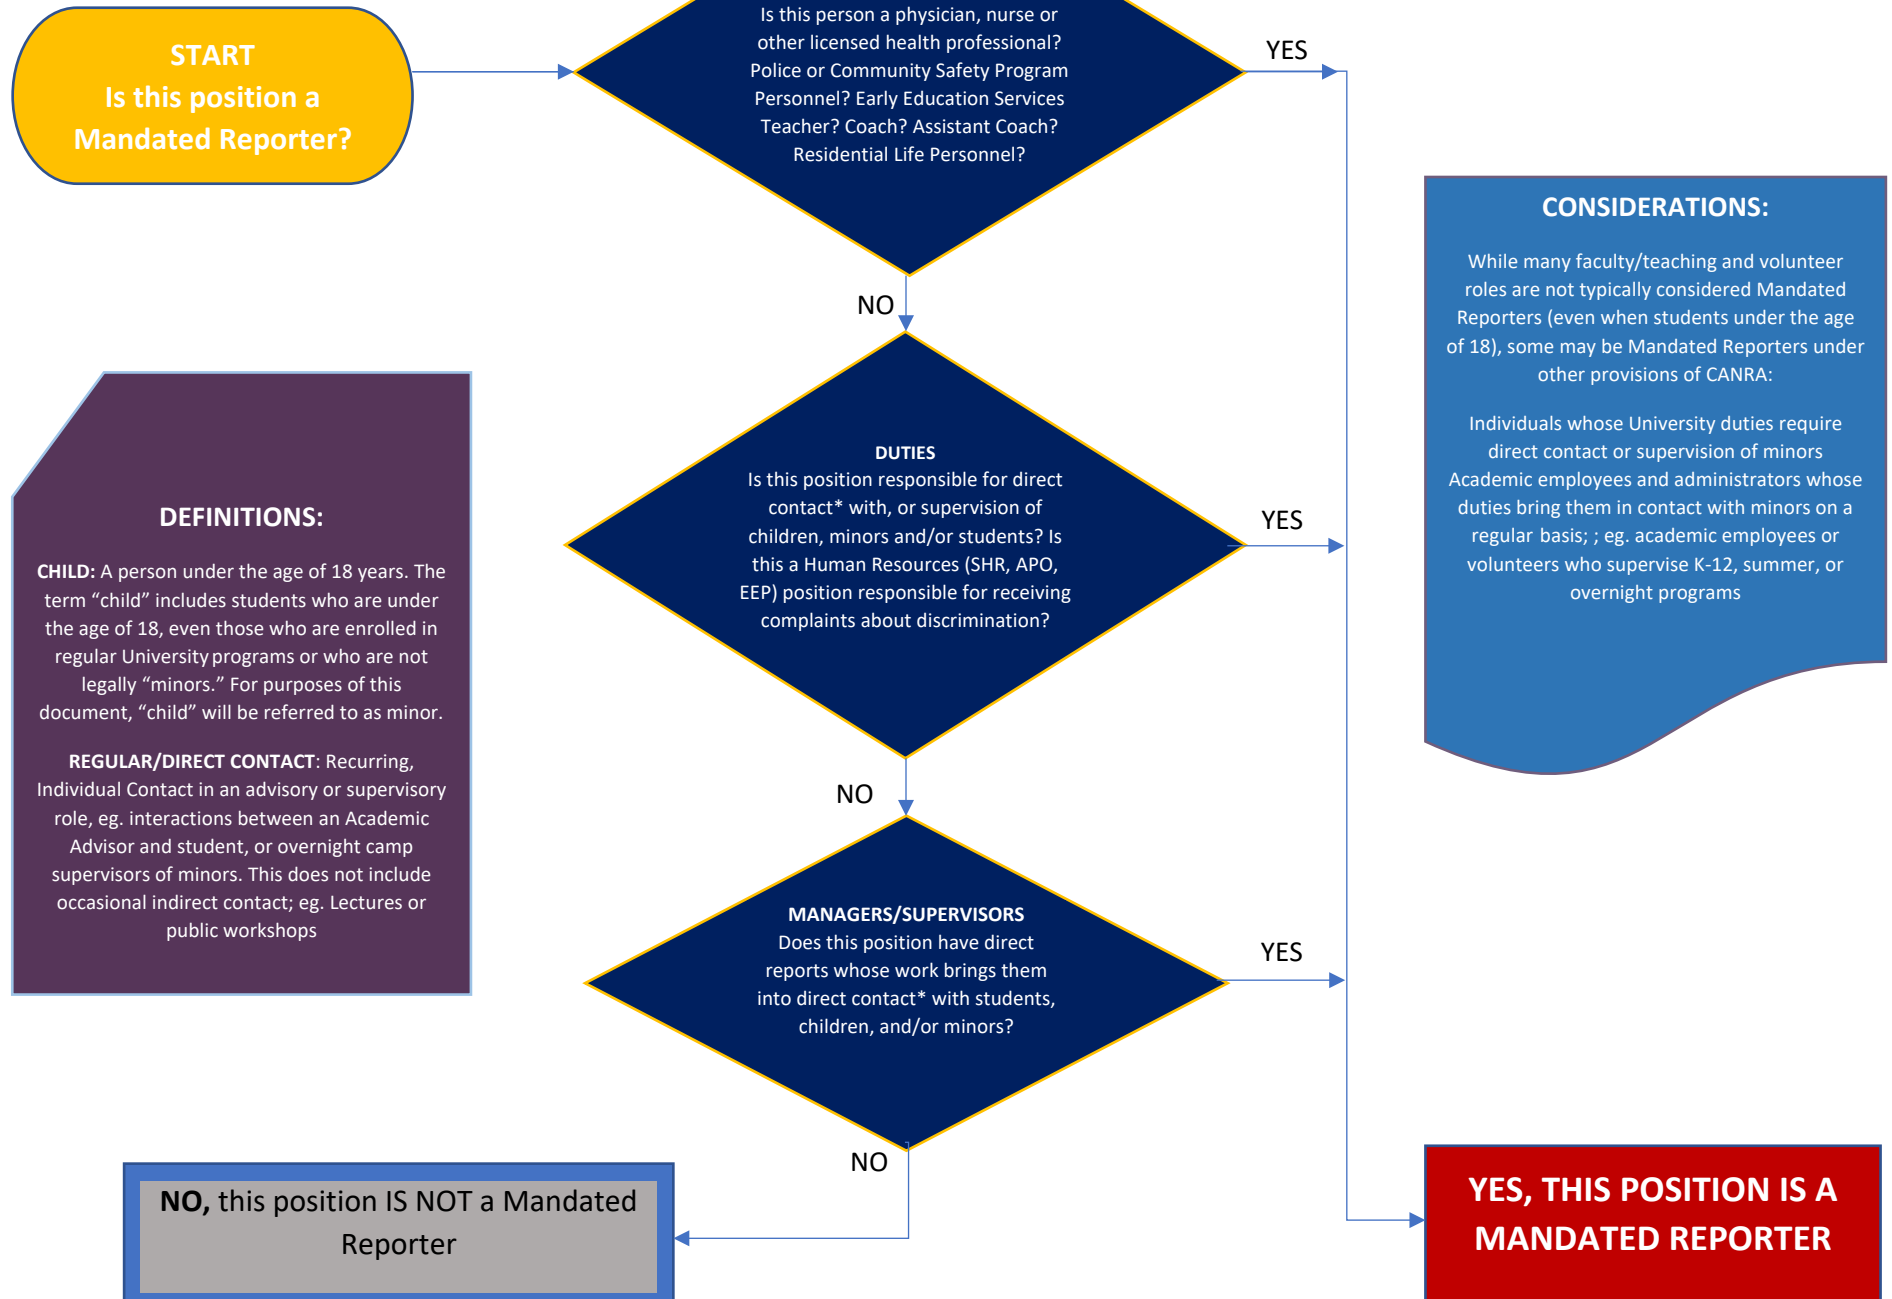 START
Is this position a
Mandated Reporter?
Is this person a physician, nurse or
other licensed health professional?
Police or Community Safety Program
Personnel? Early Education Services
Teacher? Coach? Assistant Coach?
Residential Life Personnel?
YES
NO
CONSIDERATIONS:
While many faculty/teaching and volunteer
roles are not typically considered Mandated
Reporters (even when students under the age
of 18), some may be Mandated Reporters under
other provisions of CANRA:
Individuals whose University duties require
direct contact or supervision of minors
Academic employees and administrators whose
duties bring them in contact with minors on a
regular basis; ; eg. academic employees or
volunteers who supervise K-12, summer, or
overnight programs
DEFINITIONS:
CHILD: A person under the age of 18 years. The
term “child” includes students who are under
the age of 18, even those who are enrolled in
regular University programs or who are not
legally “minors.” For purposes of this
document, “child” will be referred to as minor.
REGULAR/DIRECT CONTACT: Recurring,
Individual Contact in an advisory or supervisory
role, eg. interactions between an Academic
Advisor and student, or overnight camp
supervisors of minors. This does not include
occasional indirect contact; eg. Lectures or
public workshops
DUTIES
Is this position responsible for direct
contact* with, or supervision of
children, minors and/or students? Is
this a Human Resources (SHR, APO,
EEP) position responsible for receiving
complaints about discrimination?
YES
NO
MANAGERS/SUPERVISORS
Does this position have direct
reports whose work brings them
into direct contact* with students,
children, and/or minors?
YES
NO
NO, this position IS NOT a Mandated
Reporter
YES, THIS POSITION IS A
MANDATED REPORTER